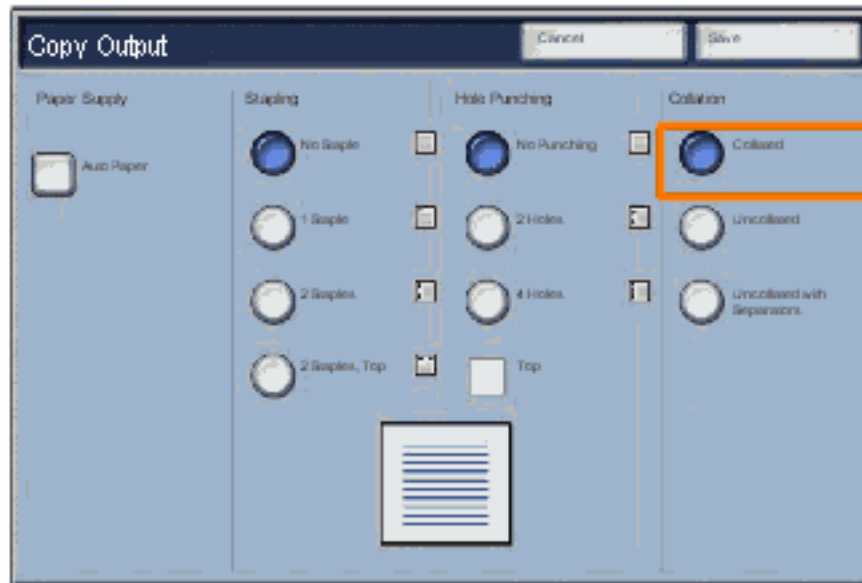 Copy Output
Cancel
Save
Paper Supply
Auto Paper
Stapling
No Staple
1 Staple
2 Staples
2 Staples, Top
Hole Punching
No Punching
2 Holes
4 Holes
Top
Collation
Collated
Uncollated
Uncollated with
Separators